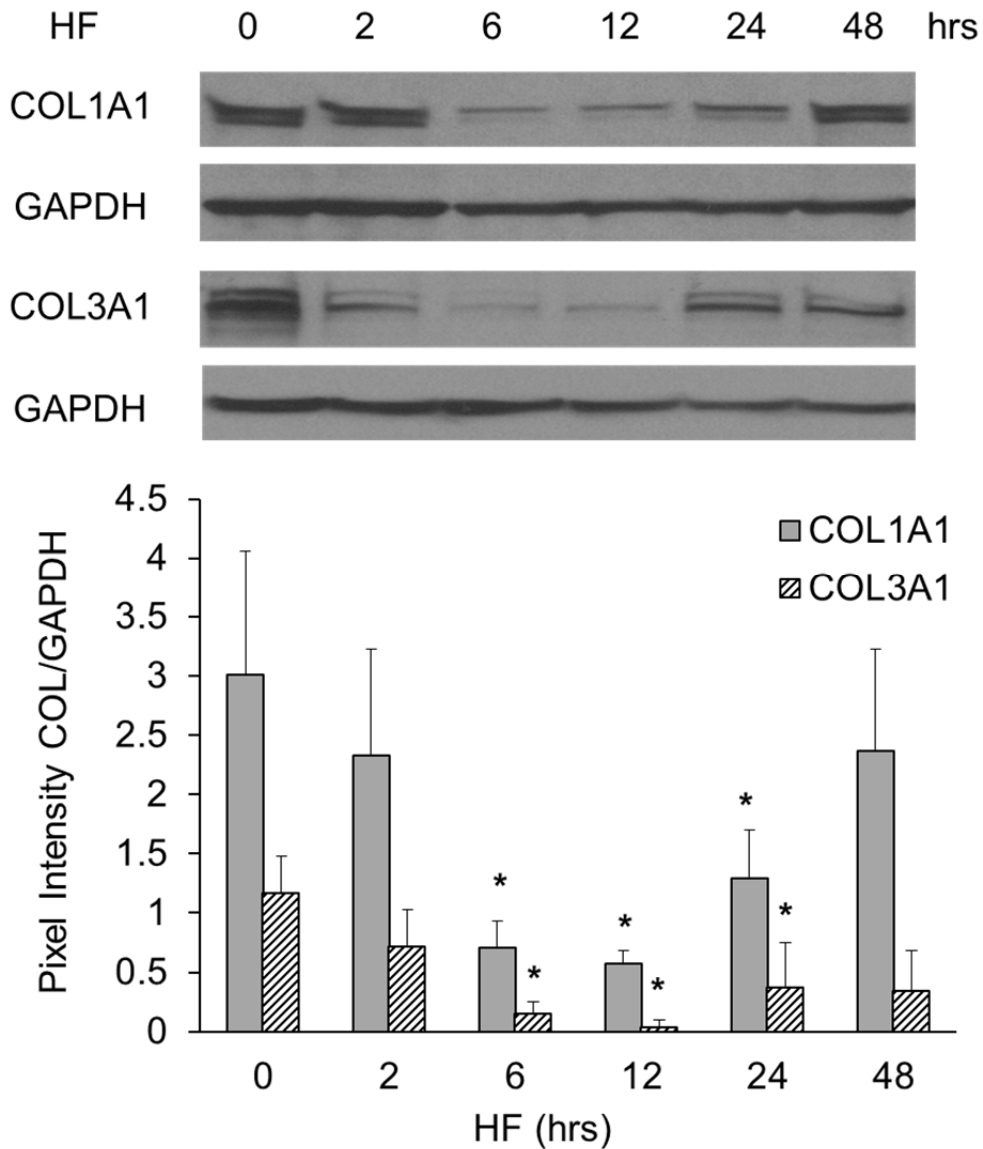 HF 0 2 6 12 24 48 hrs
COL1A1
GAPDH
COL3A1
GAPDH
4.5
4
3.5
3
2.5
2
1.5
1
0.5
0
Pixel Intensity COL/GAPDH
COL1A1
COL3A1
* * *
* * *
0 2 6 12 24 48
HF (hrs)